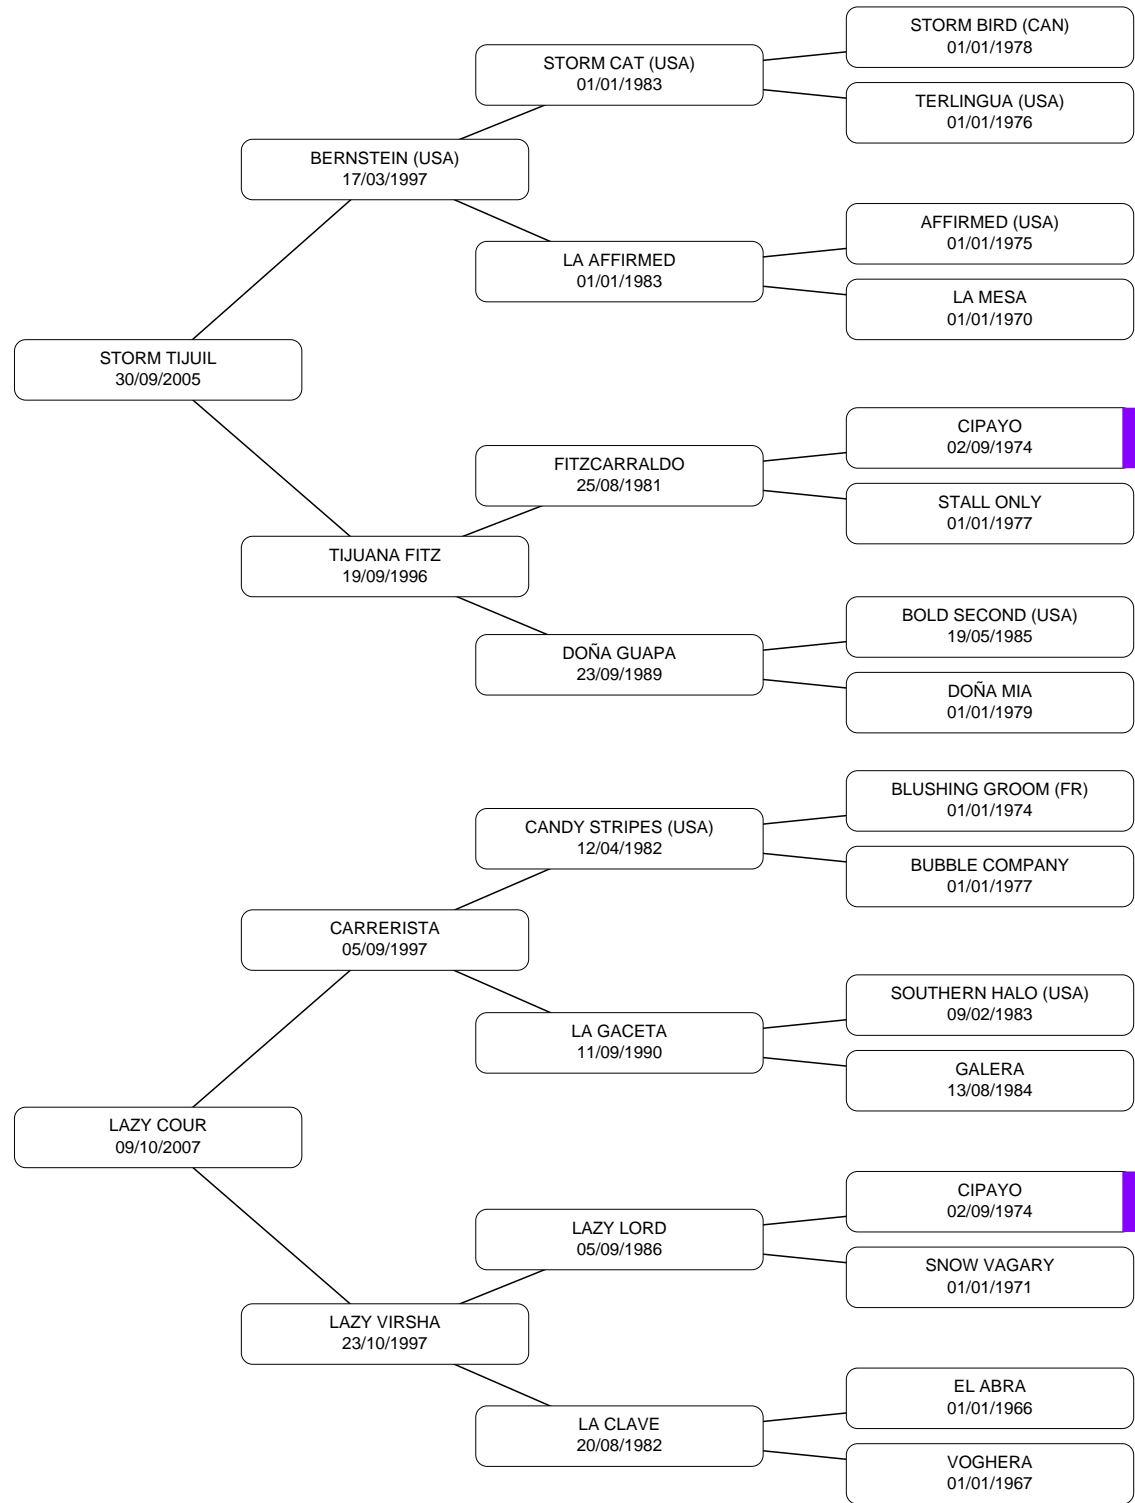 STORM BIRD (CAN)
01/01/1978
STORM CAT (USA)
01/01/1983
TERLINGUA (USA)
01/01/1976
BERNSTEIN (USA)
17/03/1997
AFFIRMED (USA)
01/01/1975
LA AFFIRMED
01/01/1983
LA MESA
01/01/1970
STORM TIJUIL
30/09/2005
CIPAYO
02/09/1974
FITZCARRALDO
25/08/1981
STALL ONLY
01/01/1977
TIJUANA FITZ
19/09/1996
BOLD SECOND (USA)
19/05/1985
DOÑA GUAPA
23/09/1989
DOÑA MIA
01/01/1979
BLUSHING GROOM (FR)
01/01/1974
CANDY STRIPES (USA)
12/04/1982
BUBBLE COMPANY
01/01/1977
CARRERISTA
05/09/1997
SOUTHERN HALO (USA)
09/02/1983
LA GACETA
11/09/1990
GALERA
13/08/1984
LAZY COUR
09/10/2007
CIPAYO
02/09/1974
LAZY LORD
05/09/1986
SNOW VAGARY
01/01/1971
LAZY VIRSHA
23/10/1997
EL ABRA
01/01/1966
LA CLAVE
20/08/1982
VOGHERA
01/01/1967